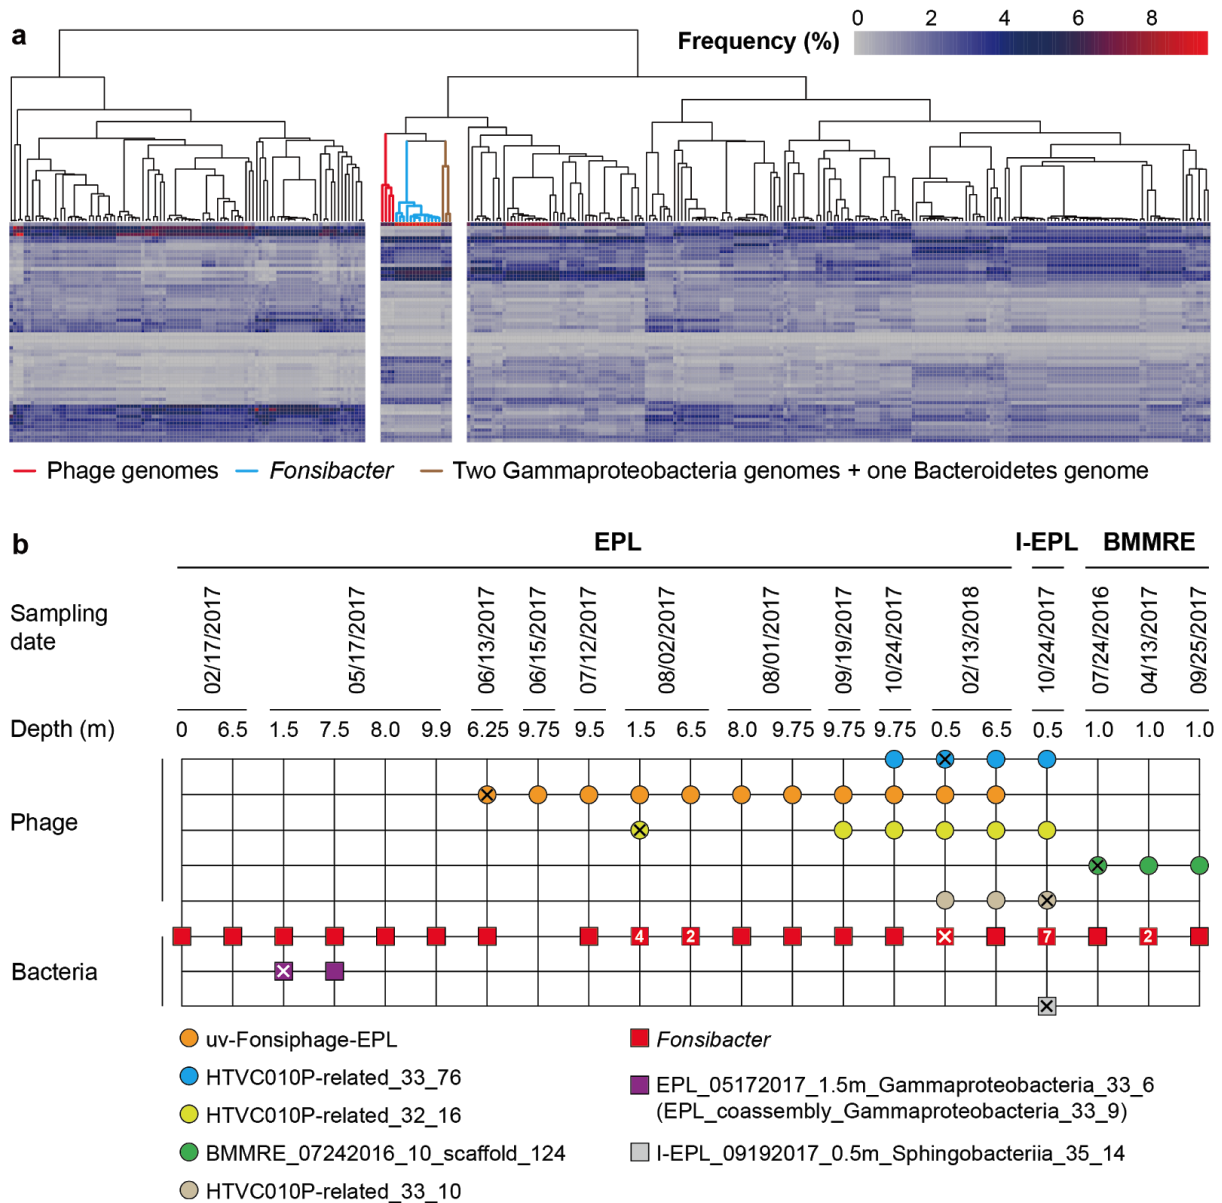 a
Frequency (%)
0 2 4 6 8
Phage genomes
Fonsibacter
Two Gammaproteobacteria genomes + one Bacteroidetes genome
b
EPL I-EPL BMMRE
Sampling
date
02/17/2017 05/17/2017 06/13/2017 06/15/2017 07/12/2017 08/02/2017 08/01/2017 09/19/2017 10/24/2017 02/13/2018 10/24/2017 07/24/2016 04/13/2017 09/25/2017
Depth (m) 0 6.5 1.5 7.5 8.0 9.9 6.25 9.75 9.5 1.5 6.5 8.0 9.75 9.75 9.75 0.5 6.5 0.5 1.0 1.0 1.0
Phage
4 2 7 2
Bacteria
uv-Fonsiphage-EPL
HTVC010P-related_33_76
HTVC010P-related_32_16
BMMRE_07242016_10_scaffold_124
HTVC010P-related_33_10
Fonsibacter
EPL_05172017_1.5m_Gammaproteobacteria_33_6
(EPL_coassembly_Gammaproteobacteria_33_9)
I-EPL_09192017_0.5m_Sphingobacteriia_35_14